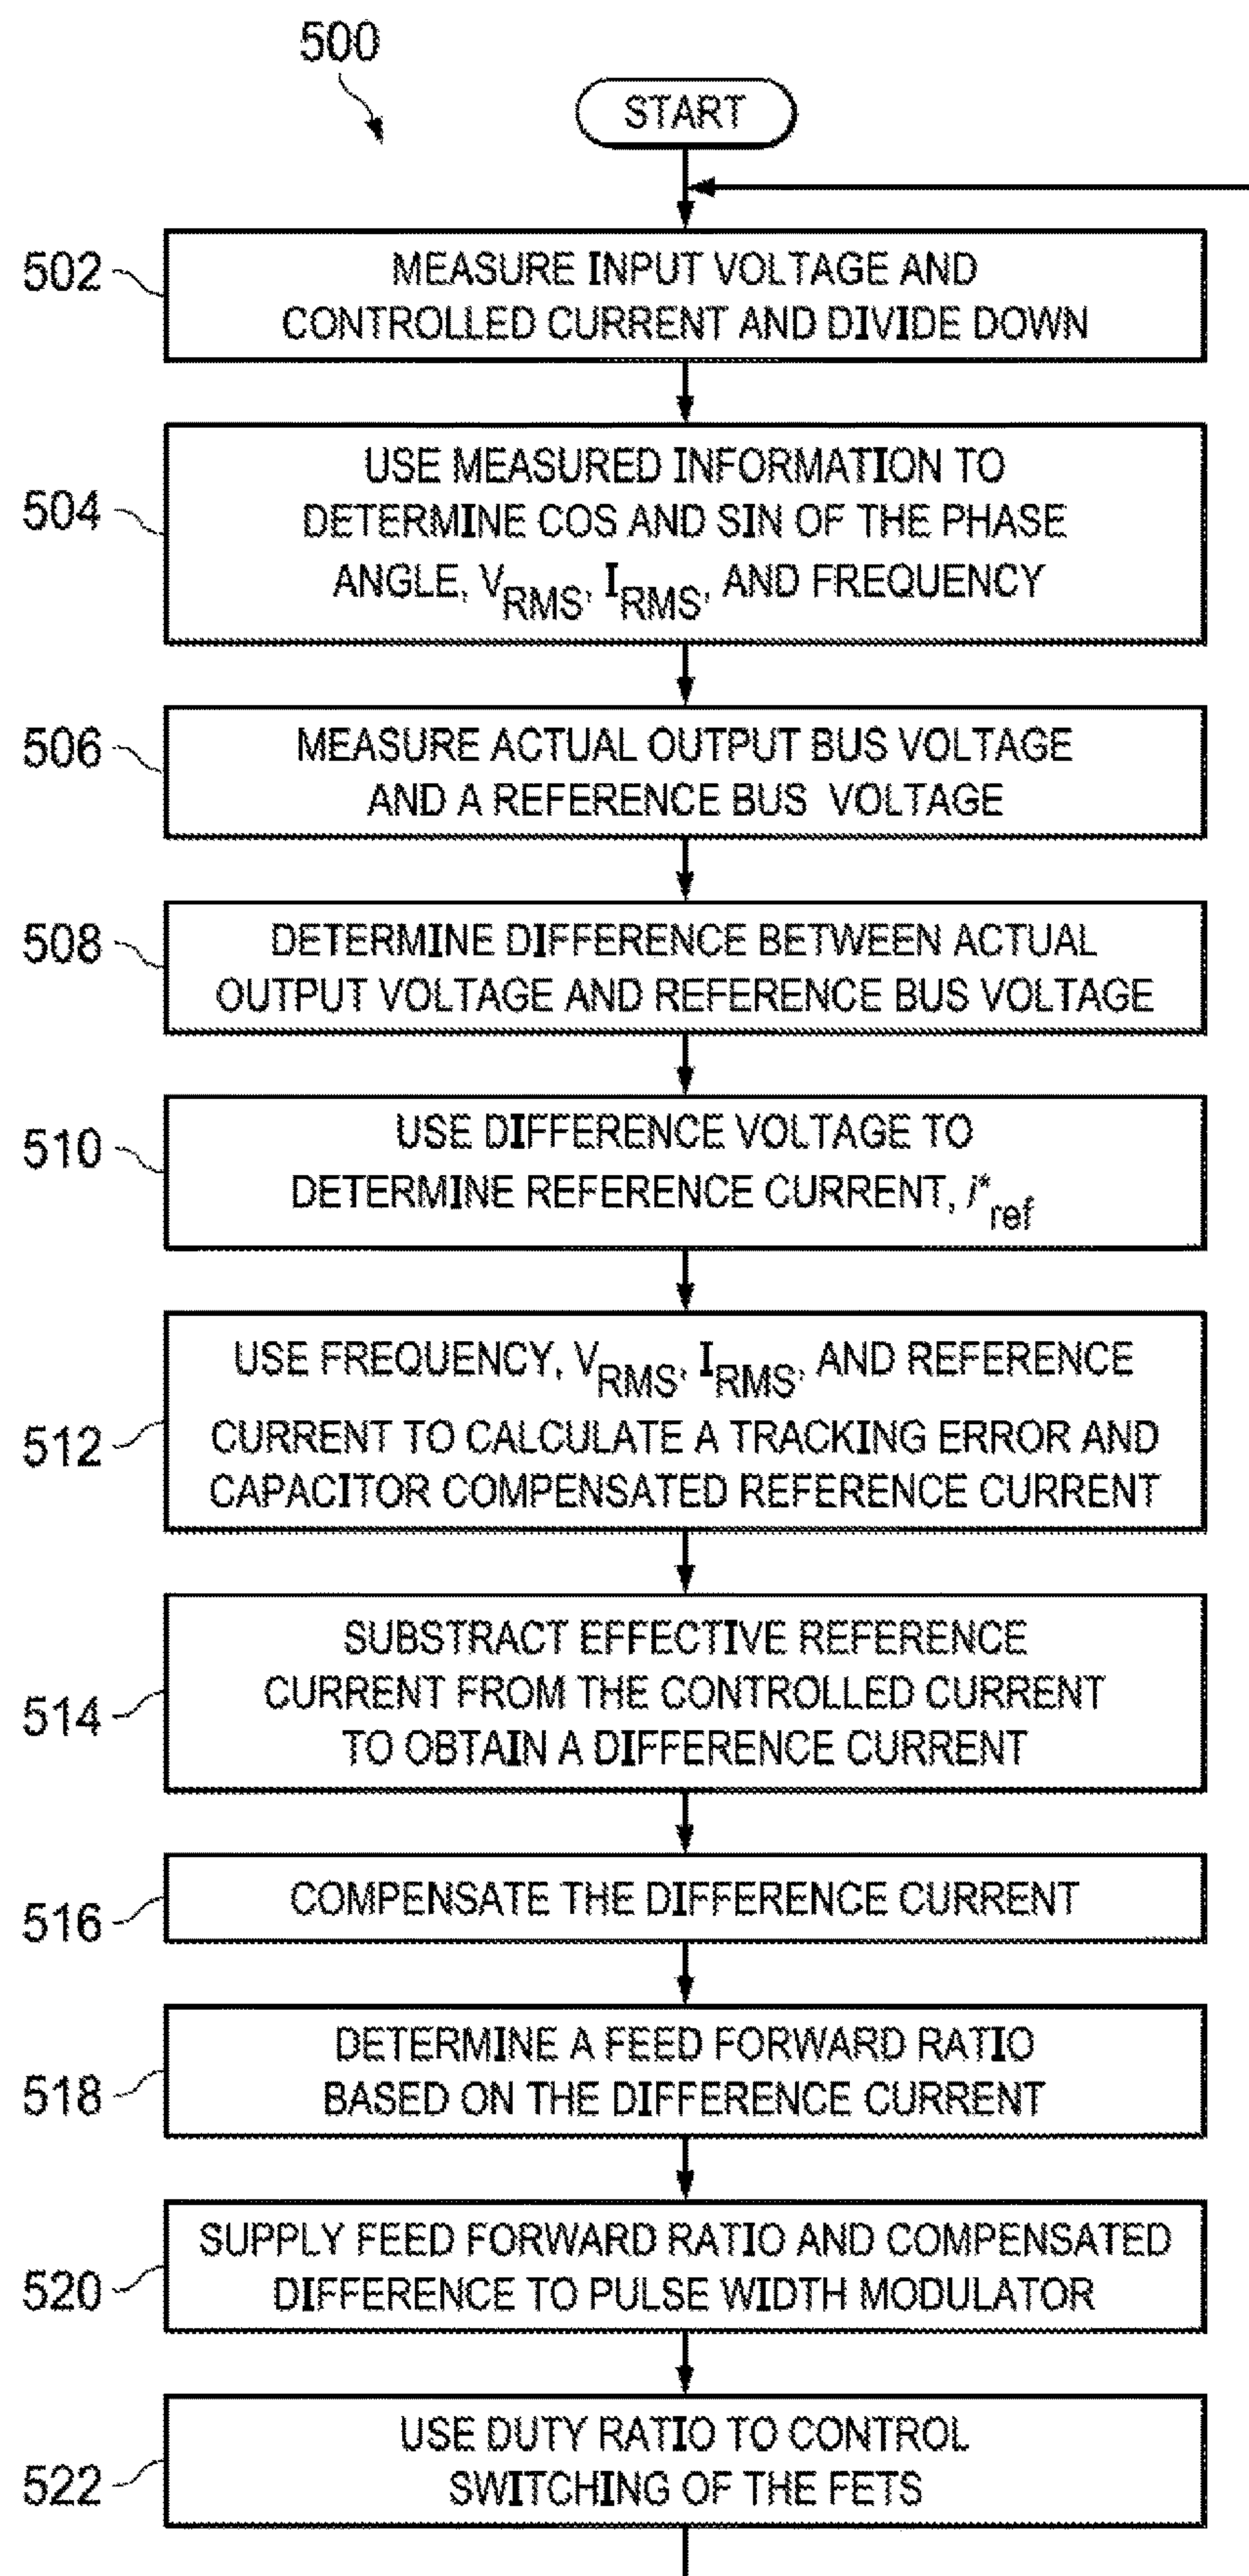 500
START
502
MEASURE INPUT VOLTAGE AND
CONTROLLED CURRENT AND DIVIDE DOWN
504
USE MEASURED INFORMATION TO
DETERMINE COS AND SIN OF THE PHASE
ANGLE, V_RMS, I_RMS, AND FREQUENCY
506
MEASURE ACTUAL OUTPUT BUS VOLTAGE
AND A REFERENCE BUS VOLTAGE
508
DETERMINE DIFFERENCE BETWEEN ACTUAL
OUTPUT VOLTAGE AND REFERENCE BUS VOLTAGE
510
USE DIFFERENCE VOLTAGE TO
DETERMINE REFERENCE CURRENT, i*_ref
512
USE FREQUENCY, V_RMS, I_RMS, AND REFERENCE
CURRENT TO CALCULATE A TRACKING ERROR AND
CAPACITOR COMPENSATED REFERENCE CURRENT
514
SUBSTRACT EFFECTIVE REFERENCE
CURRENT FROM THE CONTROLLED CURRENT
TO OBTAIN A DIFFERENCE CURRENT
516
COMPENSATE THE DIFFERENCE CURRENT
518
DETERMINE A FEED FORWARD RATIO
BASED ON THE DIFFERENCE CURRENT
520
SUPPLY FEED FORWARD RATIO AND COMPENSATED
DIFFERENCE TO PULSE WIDTH MODULATOR
522
USE DUTY RATIO TO CONTROL
SWITCHING OF THE FETS